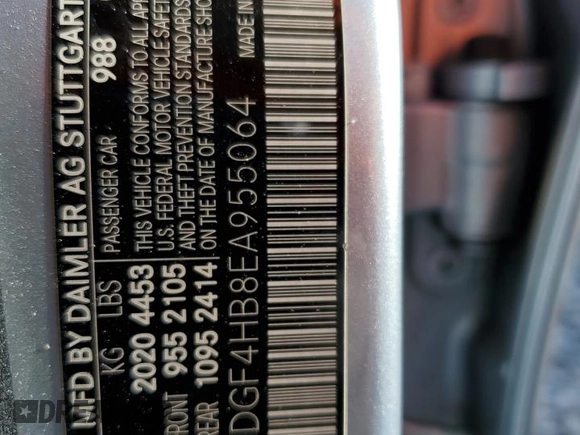 MFD BY DAIMLER AG STUTTGART
988
KG LBS PASSENGER CAR
2020 4453 THIS VEHICLE CONFORMS TO ALL APP
FRONT 955 2105 U.S. FEDERAL MOTOR VEHICLE SAFETY
REAR 1095 2414 AND THEFT PREVENTION STANDARDS
ON DATE OF MANUFACTURE SHO
DGF4HB8EA955064
MADE IN